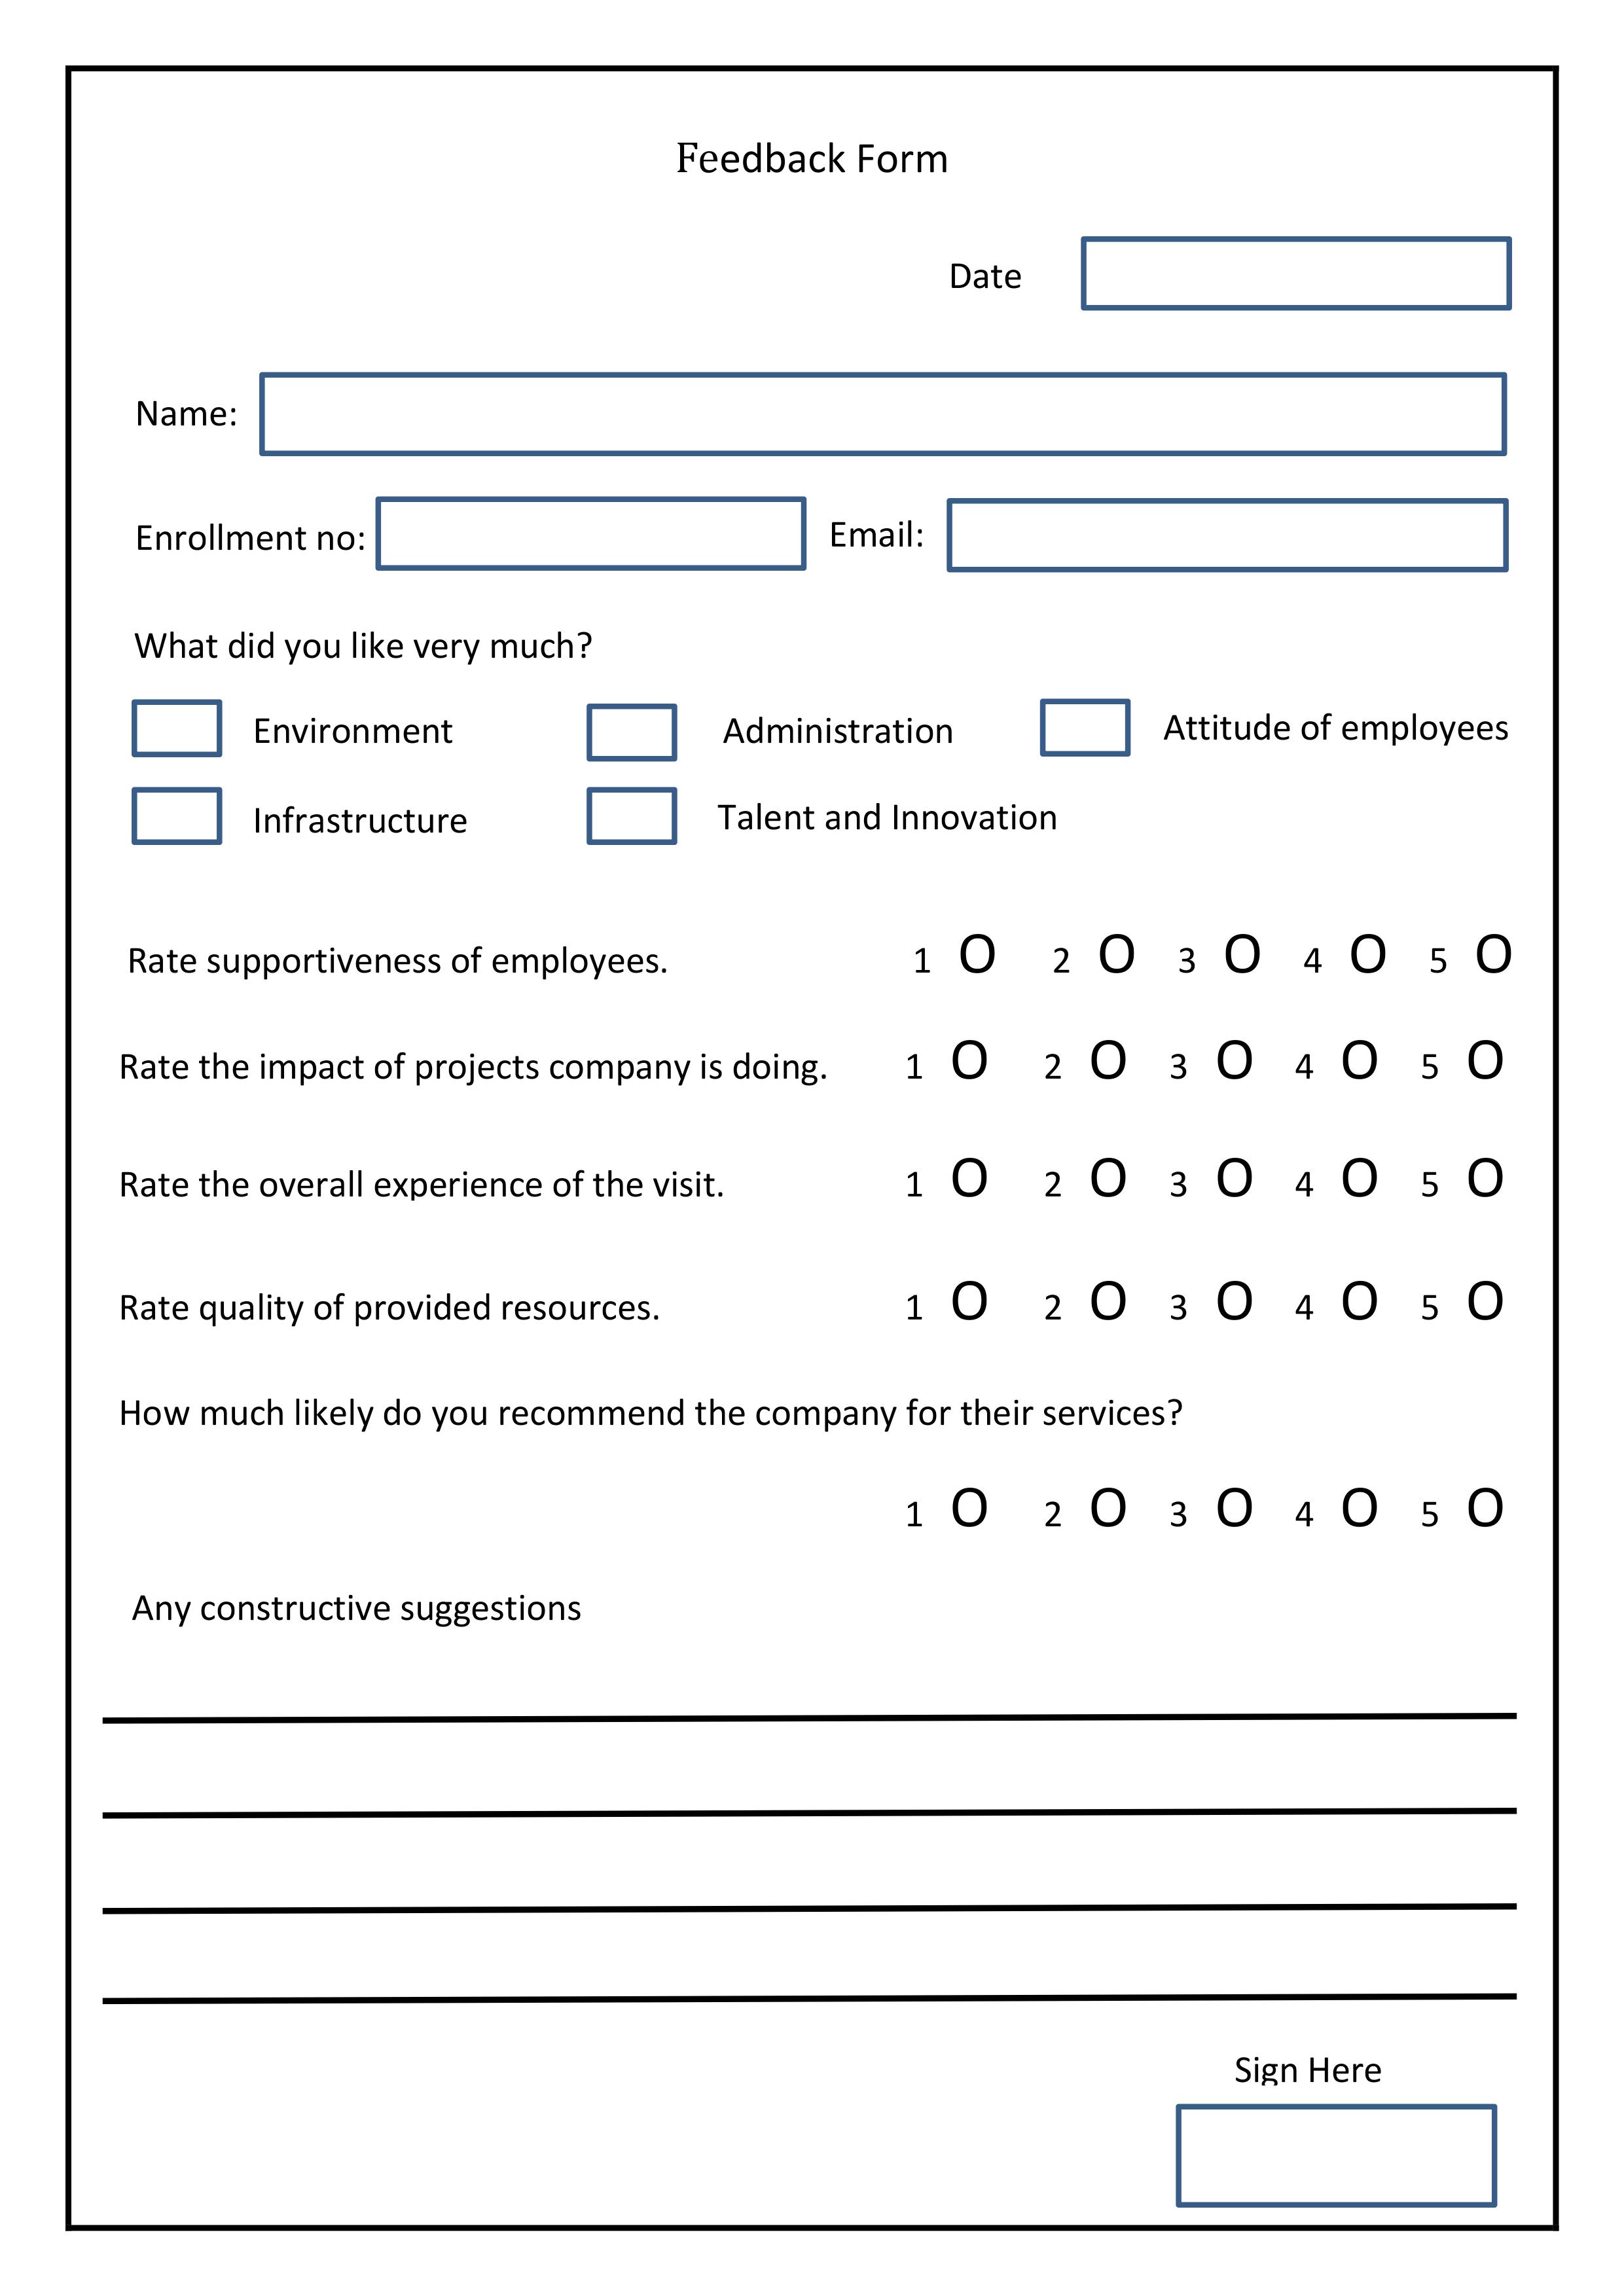 Feedback Form
Date
Name:
Enrollment no: Email:
What did you like very much?
Environment Administration Attitude of employees
Infrastructure Talent and Innovation
Rate supportiveness of employees. 1 O 2 O 3 O 4 O 5 O
Rate the impact of projects company is doing. 1 O 2 O 3 O 4 O 5 O
Rate the overall experience of the visit. 1 O 2 O 3 O 4 O 5 O
Rate quality of provided resources. 1 O 2 O 3 O 4 O 5 O
How much likely do you recommend the company for their services?
1 O 2 O 3 O 4 O 5 O
Any constructive suggestions
Sign Here